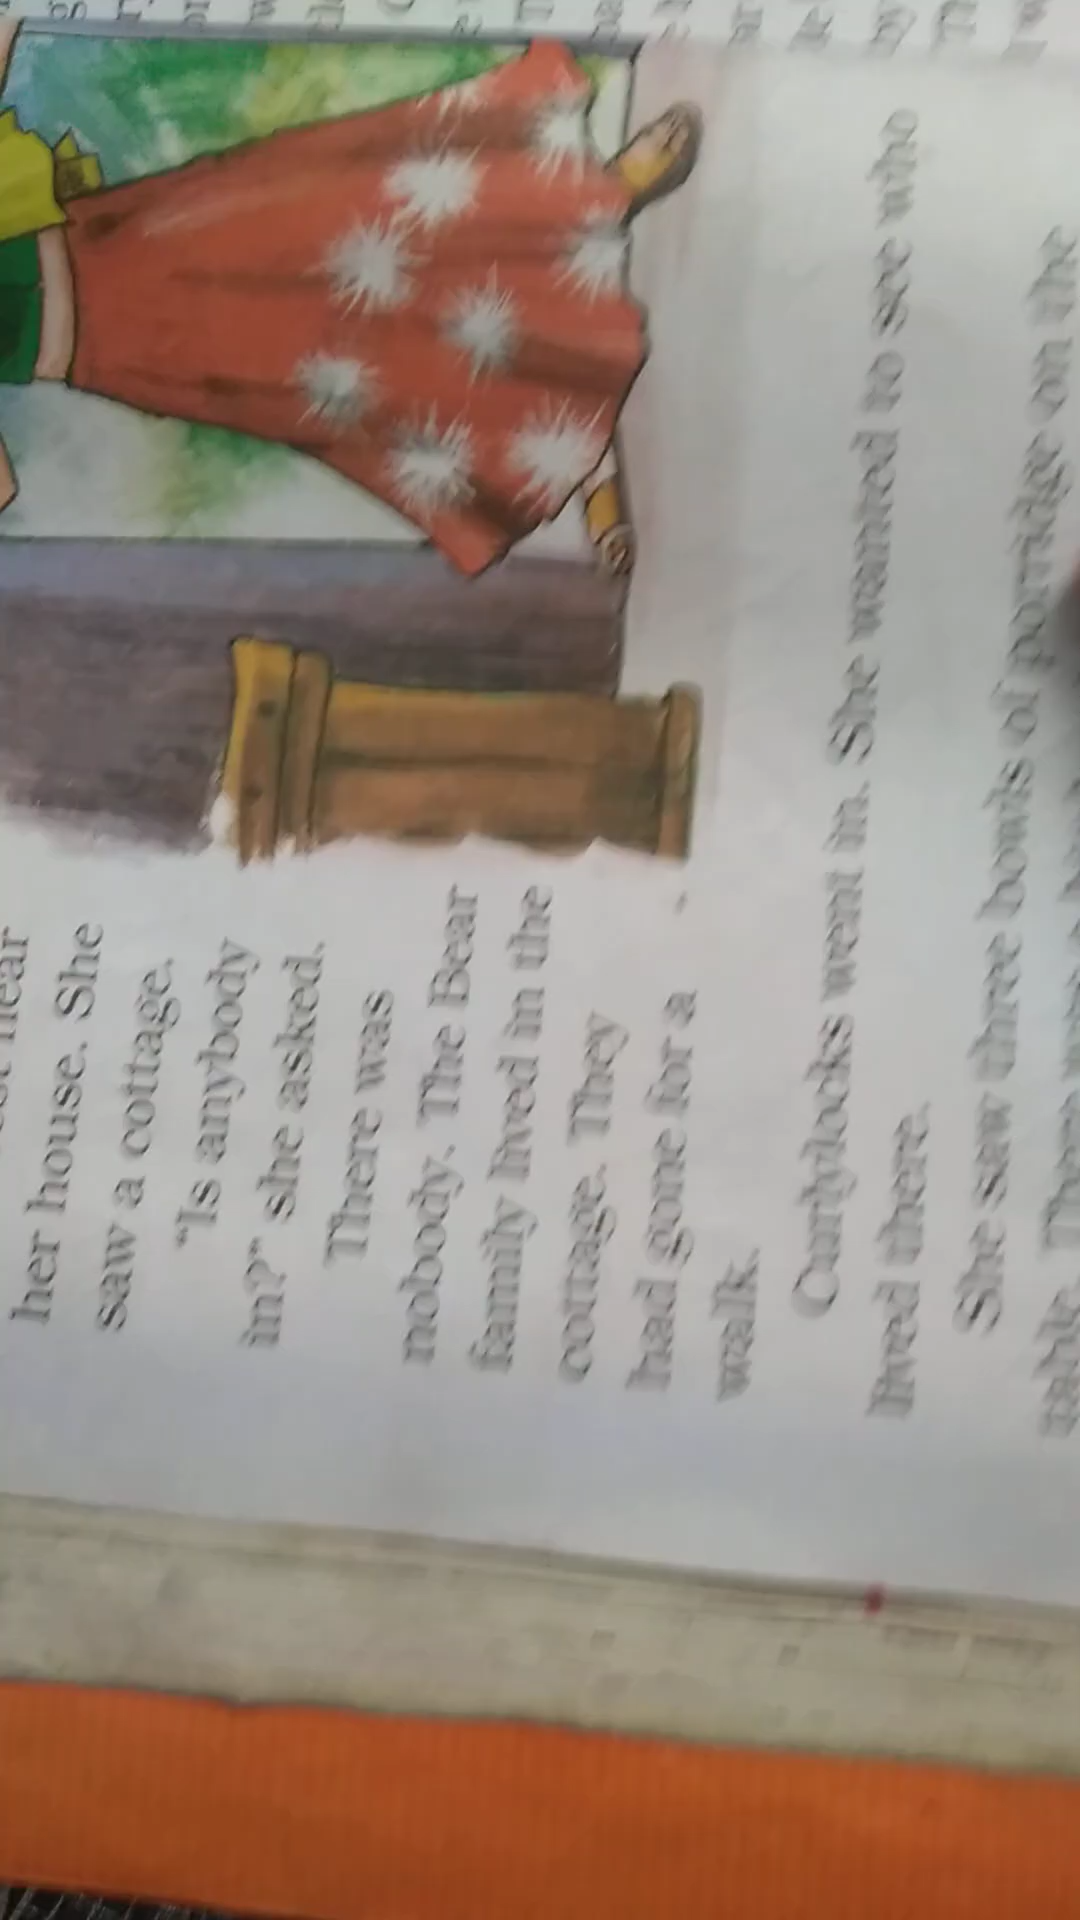 her house. She
saw a cottage.
"Is anybody
in?" she asked.
There was
nobody. The Bear
family lived in the
cottage. They
had gone for a
walk.
Curlylocks went in. She wanted to see who
lived there.
She saw three bowls of porridge on the
table. There